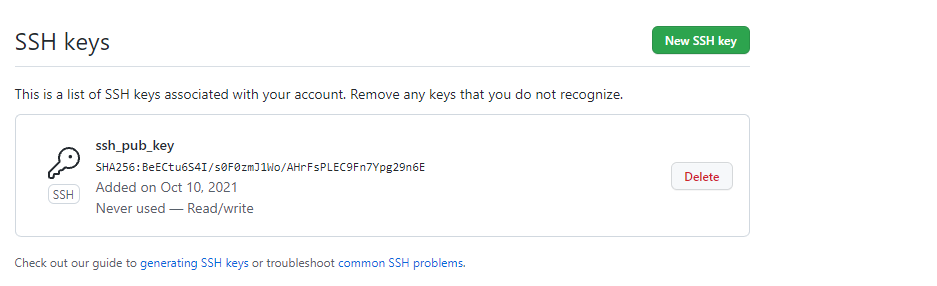 SSH keys
New SSH key
This is a list of SSH keys associated with your account. Remove any keys that you do not recognize.
ssh_pub_key
SHA256:BeECtu6S4I/s0F0zmJ1Wo/AHrFsPLEC9Fn7Ypg29n6E
Added on Oct 10, 2021
Never used — Read/write
SSH
Delete
Check out our guide to generating SSH keys or troubleshoot common SSH problems.